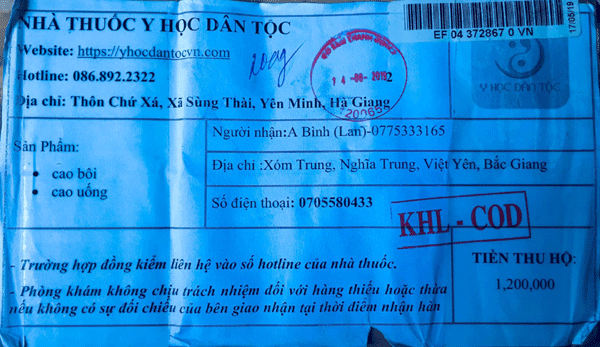 NHÀ THUỐC Y HỌC DÂN TỘC
EF 04 372867 0 VN
17/05/19
Website: https://yhocdantocvn.com
Hotline: 086.892.2322
Địa chỉ: Thôn Chứ Xá, Xã Sùng Thái, Yên Minh, Hà Giang
Y HỌC DÂN TỘC
Người nhận:A Bình (Lan)-0775333165
Sản Phẩm:
cao bôi
cao uống
Địa chỉ :Xóm Trung, Nghĩa Trung, Việt Yên, Bắc Giang
Số điện thoại: 0705580433
KHL - COD
- Trường hợp đồng kiểm liên hệ vào số hotline của nhà thuốc.
- Phòng khám không chịu trách nhiệm đối với hàng thiếu hoặc thừa
nếu không có sự đối chiếu của bên giao nhận tại thời điểm nhận hàn
TIỀN THU HỘ:
1,200,000